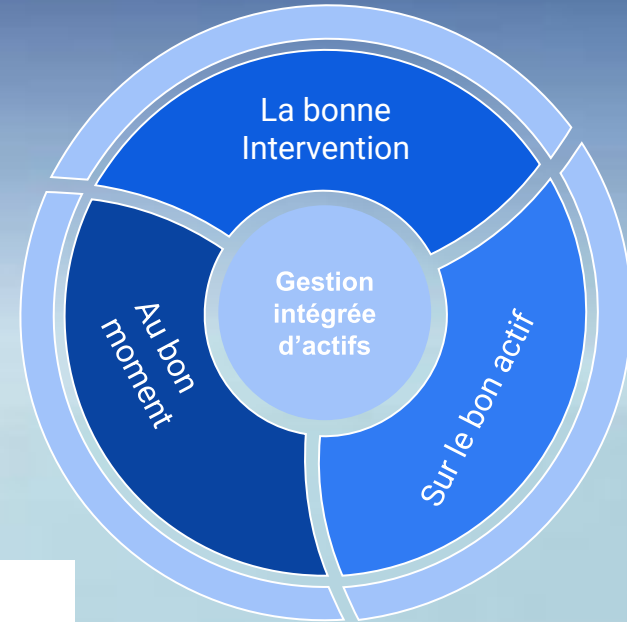 La bonne
Intervention
Gestion
intégrée
d’actifs
Au bon
moment
Sur le bon actif